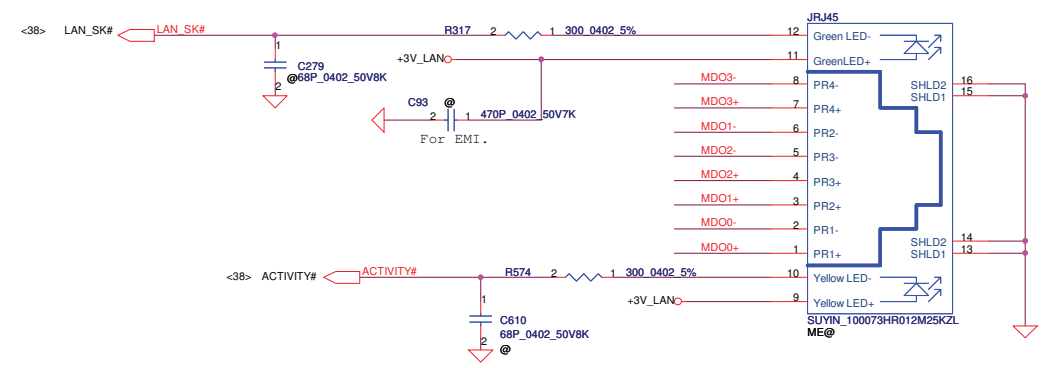 JRJ45
<38> LAN_SK# LAN_SK# R317 2 1 300_0402_5% 12 Green LED-
1 C279 +3V_LAN 11 GreenLED+
2 @68P_0402_50V8K MDO3- 8 PR4- SHLD2 16
SHLD1 15
C93 @ MDO3+ 7 PR4+
2 1 470P_0402_50V7K
For EMI. MDO1- 6 PR2-
MDO2- 5 PR3-
MDO2+ 4 PR3+
MDO1+ 3 PR2+
MDO0- 2 PR1-
SHLD2 14
MDO0+ 1 PR1+ SHLD1 13
<38> ACTIVITY# ACTIVITY# R574 2 1 300_0402_5% 10 Yellow LED-
1 +3V_LAN 9 Yellow LED+
C610 SUYIN_100073HR012M25KZL
2 68P_0402_50V8K ME@
@